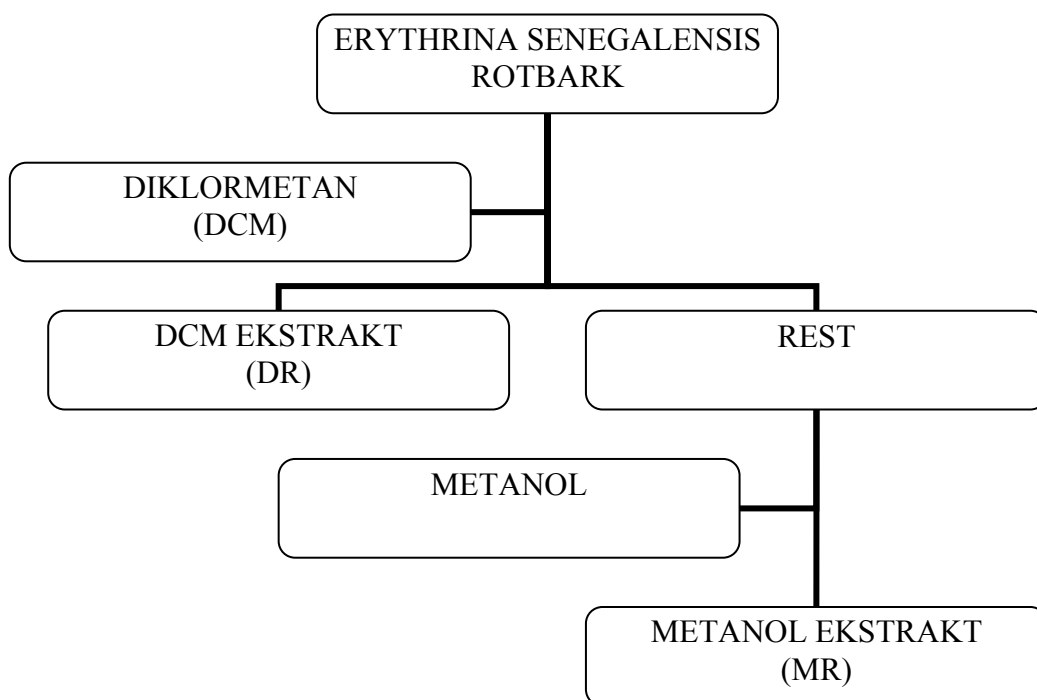 ERYTHRINA SENEGALENSIS
ROTBARK
DIKLORMETAN
(DCM)
DCM EKSTRAKT
(DR)
REST
METANOL
METANOL EKSTRAKT
(MR)